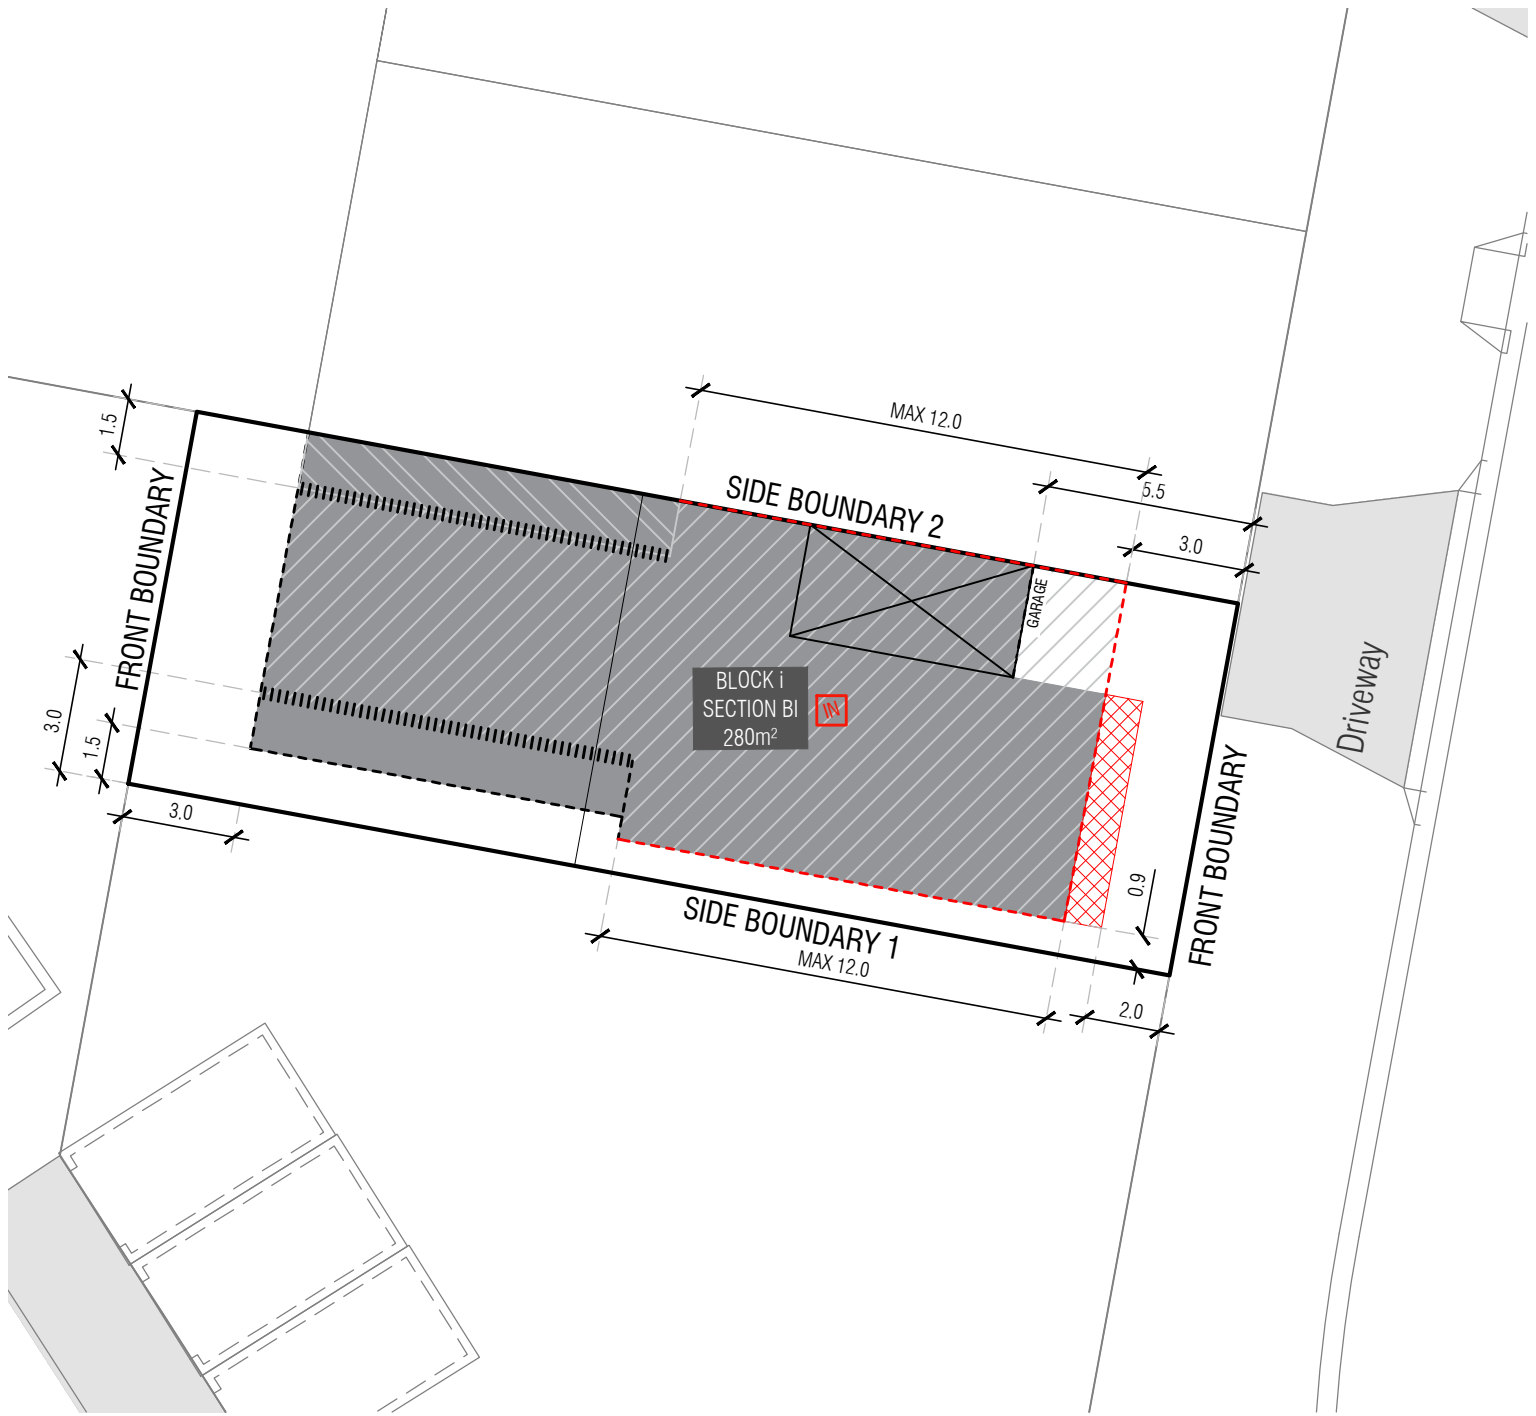 MAX 12.0
1.5
SIDE BOUNDARY 2
5.5
3.0
FRONT BOUNDARY
GARAGE
BLOCK i
SECTION BI
280m²
IN
Driveway
3.0
1.5
3.0
FRONT BOUNDARY
0.9
SIDE BOUNDARY 1
MAX 12.0
2.0